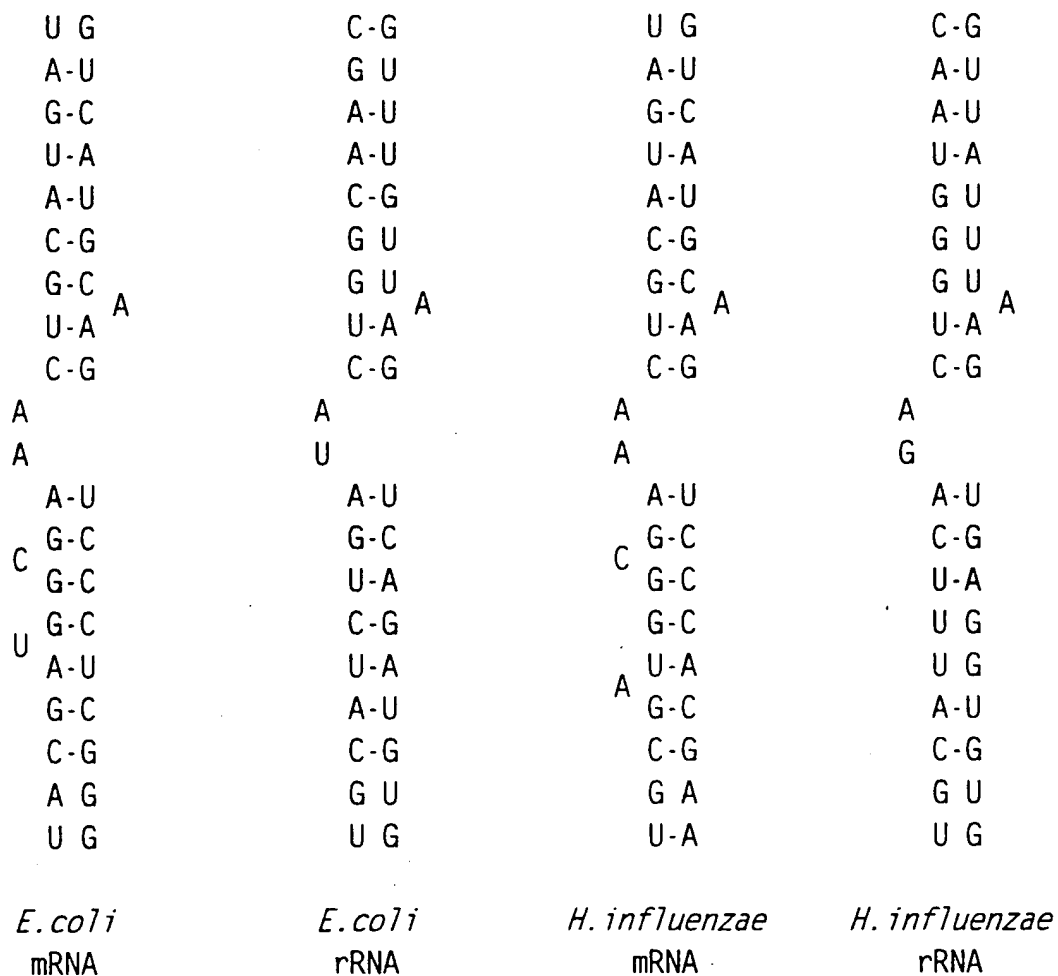 U G C-G U G C-G
A-U G U A-U A-U
G-C A-U G-C A-U
U-A A-U U-A U-A
A-U C-G A-U G U
C-G G U C-G G U
G-C G U G-C G U
A A A A
U-A U-A U-A U-A
C-G C-G C-G C-G
A A A A
A U A G
A-U A-U A-U A-U
G-C G-C G-C C-G
C C
G-C U-A G-C U-A
G-C C-G G-C U G
U
A-U U-A U-A U G
A
G-C A-U G-C A-U
C-G C-G C-G C-G
A G G U G A G U
U G U G U-A U G
E.coli E.coli H.influenzae H.influenzae
mRNA rRNA mRNA rRNA